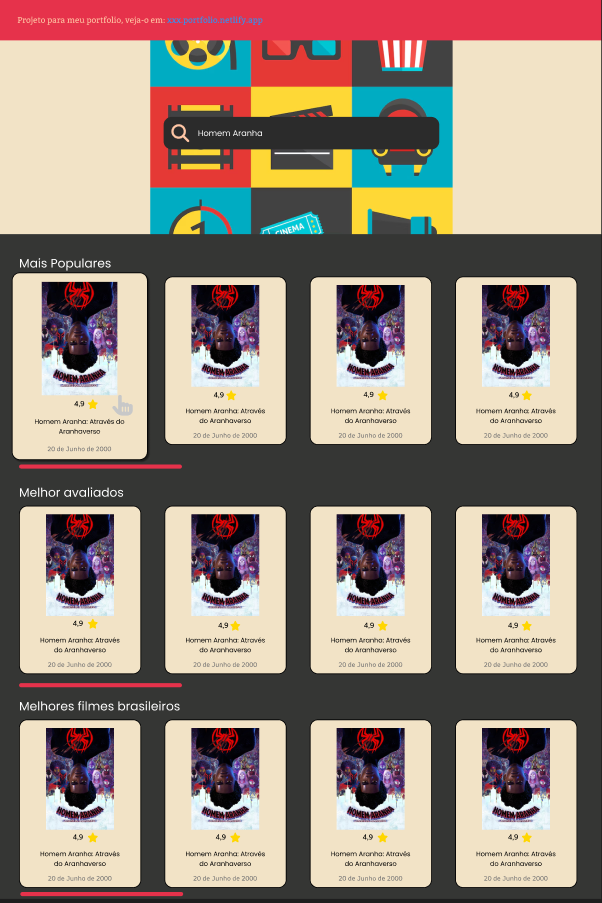 Projeto para meu portfolio, veja-o em:
Homem Aranha
1
CINEMA
Mais Populares
HOMEM-ARANHA
HOMEM-ARANHA
HOMEM-ARANHA
HOMEM-ARANHA
4,9
4,9
4,9
4,9
Homem Aranha: Através do
Aranhaverso
Homem Aranha: Através
do Aranhaverso
Homem Aranha: Através
do Aranhaverso
Homem Aranha: Através
do Aranhaverso
20 de Junho de 2000
20 de Junho de 2000
20 de Junho de 2000
20 de Junho de 2000
Melhor avaliados
HOMEM-ARANHA
HOMEM-ARANHA
HOMEM-ARANHA
HOMEM-ARANHA
4,9
4,9
4,9
4,9
Homem Aranha: Através
do Aranhaverso
Homem Aranha: Através
do Aranhaverso
Homem Aranha: Através
do Aranhaverso
Homem Aranha: Através
do Aranhaverso
20 de Junho de 2000
20 de Junho de 2000
20 de Junho de 2000
20 de Junho de 2000
Melhores filmes brasileiros
HOMEM-ARANHA
HOMEM-ARANHA
HOMEM-ARANHA
HOMEM-ARANHA
4,9
4,9
4,9
4,9
Homem Aranha: Através
do Aranhaverso
Homem Aranha: Através
do Aranhaverso
Homem Aranha: Através
do Aranhaverso
Homem Aranha: Através
do Aranhaverso
20 de Junho de 2000
20 de Junho de 2000
20 de Junho de 2000
20 de Junho de 2000